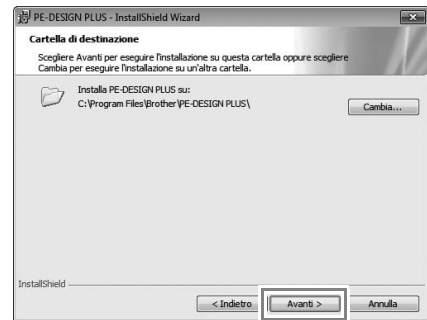 PE-DESIGN PLUS - InstallShield Wizard
Cartella di destinazione
Scegliere Avanti per eseguire l'installazione su questa cartella oppure scegliere
Cambia per eseguire l'installazione su un'altra cartella.
Installa PE-DESIGN PLUS su:
C:\Program Files\Brother\PE-DESIGN PLUS\
Cambia...
InstallShield
< Indietro
Avanti >
Annulla